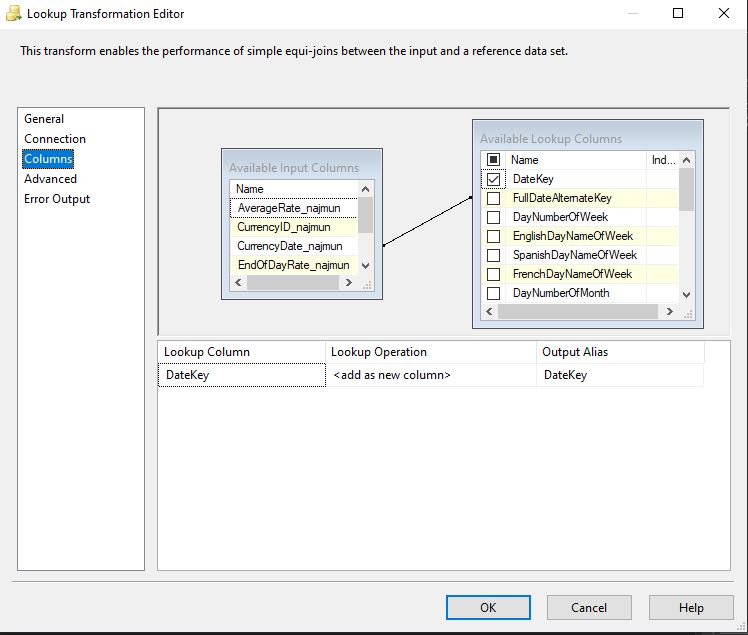 Lookup Transformation Editor
This transform enables the performance of simple equi-joins between the input and a reference data set.
General
Connection
Columns
Advanced
Error Output
Available Input Columns
Name
AverageRate_najmun
CurrencyID_najmun
CurrencyDate_najmun
EndOfDayRate_najmun
Available Lookup Columns
Name Ind...
DateKey
FullDateAlternateKey
DayNumberOfWeek
EnglishDayNameOfWeek
SpanishDayNameOfWeek
FrenchDayNameOfWeek
DayNumberOfMonth
Lookup Column Lookup Operation Output Alias
DateKey <add as new column> DateKey
OK Cancel Help